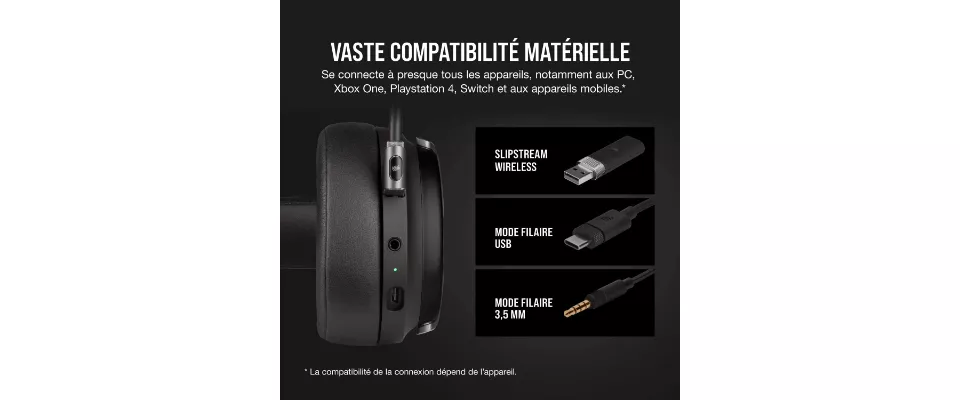 VASTE COMPATIBILITÉ MATÉRIELLE
Se connecte à presque tous les appareils, notamment aux PC,
Xbox One, Playstation 4, Switch et aux appareils mobiles.*
SLIPSTREAM
WIRELESS
MODE FILAIRE
USB
MODE FILAIRE
3,5 MM
* La compatibilité de la connexion dépend de l'appareil.